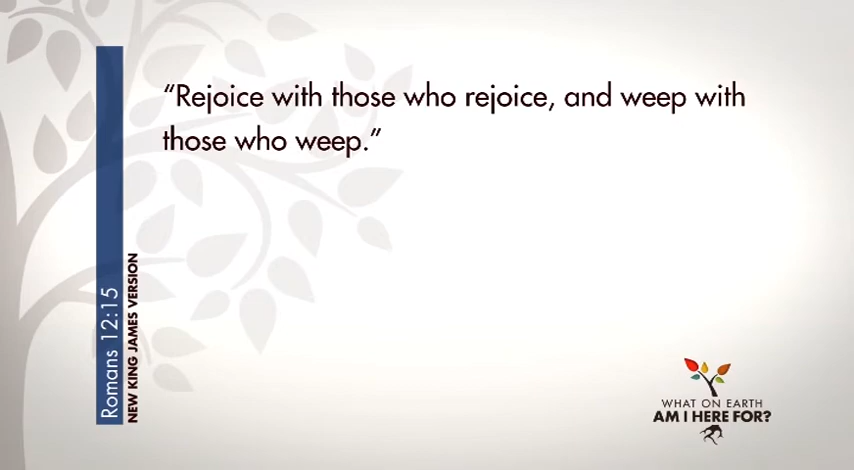 “Rejoice with those who rejoice, and weep with
those who weep.”
Romans 12:15
NEW KING JAMES VERSION
WHAT ON EARTH
AM I HERE FOR?